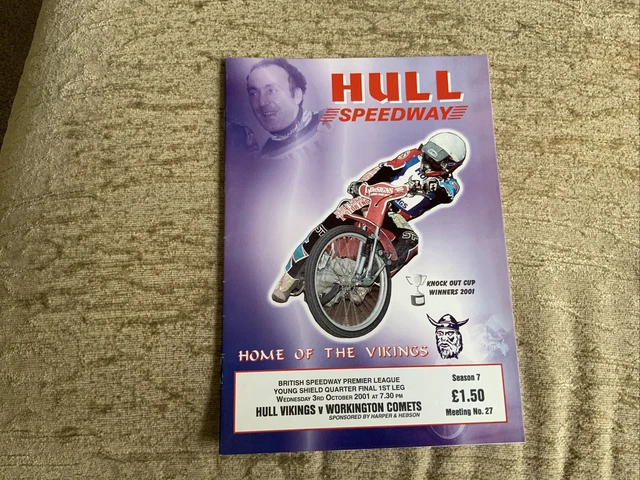 HULL
SPEEDWAY
KNOCK OUT CUP
WINNERS 2001
HOME OF THE VIKINGS
BRITISH SPEEDWAY PREMIER LEAGUE
YOUNG SHIELD QUARTER FINAL 1ST LEG
WEDNESDAY 3RD OCTOBER 2001 AT 7.30 PM
HULL VIKINGS V WORKINGTON COMETS
SPONSORED BY HARPER & HEBSON
Season 7
£1.50
Meeting No. 27